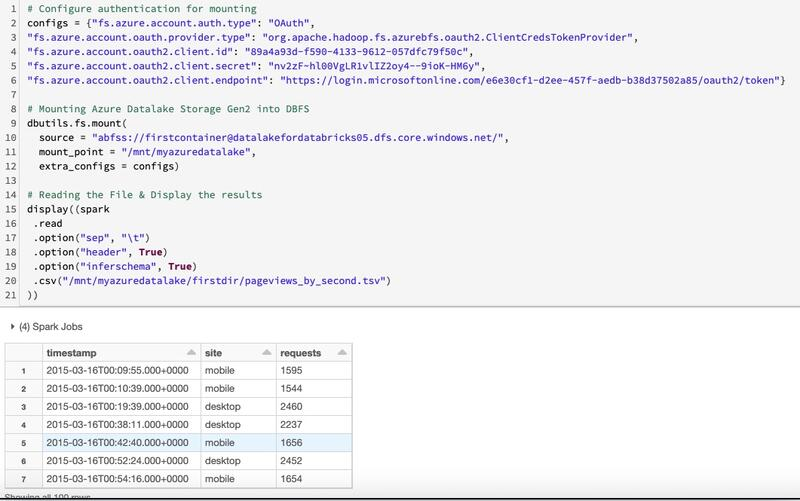 1 # Configure authentication for mounting
2 configs = {"fs.azure.account.auth.type": "OAuth",
3 "fs.azure.account.oauth.provider.type": "org.apache.hadoop.fs.azurebfs.oauth2.ClientCredsTokenProvider",
4 "fs.azure.account.oauth2.client.id": "89a4a93d-f590-4133-9612-057dfc79f50c",
5 "fs.azure.account.oauth2.client.secret": "nv2zF-hl00VgLR1vlIZ2oy4--9ioK-HM6y",
6 "fs.azure.account.oauth2.client.endpoint": "https://login.microsoftonline.com/e6e30cf1-d2ee-457f-aedb-b38d37502a85/oauth2/token"}
7
8 # Mounting Azure Datalake Storage Gen2 into DBFS
9 dbutils.fs.mount(
10 source = "abfss://firstcontainer@datalakefordatabricks05.dfs.core.windows.net/",
11 mount_point = "/mnt/myazuredatalake",
12 extra_configs = configs)
13
14 # Reading the File & Display the results
15 display((spark
16 .read
17 .option("sep", "\t")
18 .option("header", True)
19 .option("inferschema", True)
20 .csv("/mnt/myazuredatalake/firstdir/pageviews_by_second.tsv")
21 ))
(4) Spark Jobs
timestamp site requests
1 2015-03-16T00:09:55.000+0000 mobile 1595
2 2015-03-16T00:10:39.000+0000 mobile 1544
3 2015-03-16T00:19:39.000+0000 desktop 2460
4 2015-03-16T00:38:11.000+0000 desktop 2237
5 2015-03-16T00:42:40.000+0000 mobile 1656
6 2015-03-16T00:52:24.000+0000 desktop 2452
7 2015-03-16T00:54:16.000+0000 mobile 1654
Showing all 100 rows